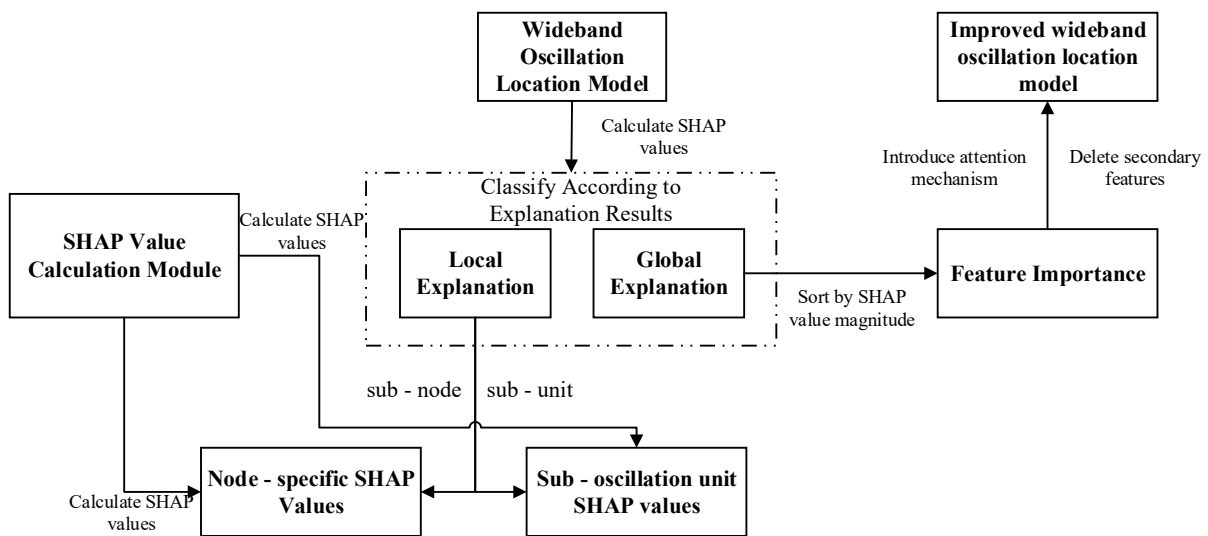 Wideband
Oscillation
Location Model
Improved wideband
oscillation location
model
Calculate SHAP
values
Introduce attention
mechanism
Delete secondary
features
Classify According to
Explanation Results
SHAP Value
Calculation Module
Calculate SHAP
values
Local
Explanation
Global
Explanation
Sort by SHAP
value magnitude
Feature Importance
sub - node
sub - unit
Node - specific SHAP
Values
Sub - oscillation unit
SHAP values
Calculate SHAP
values